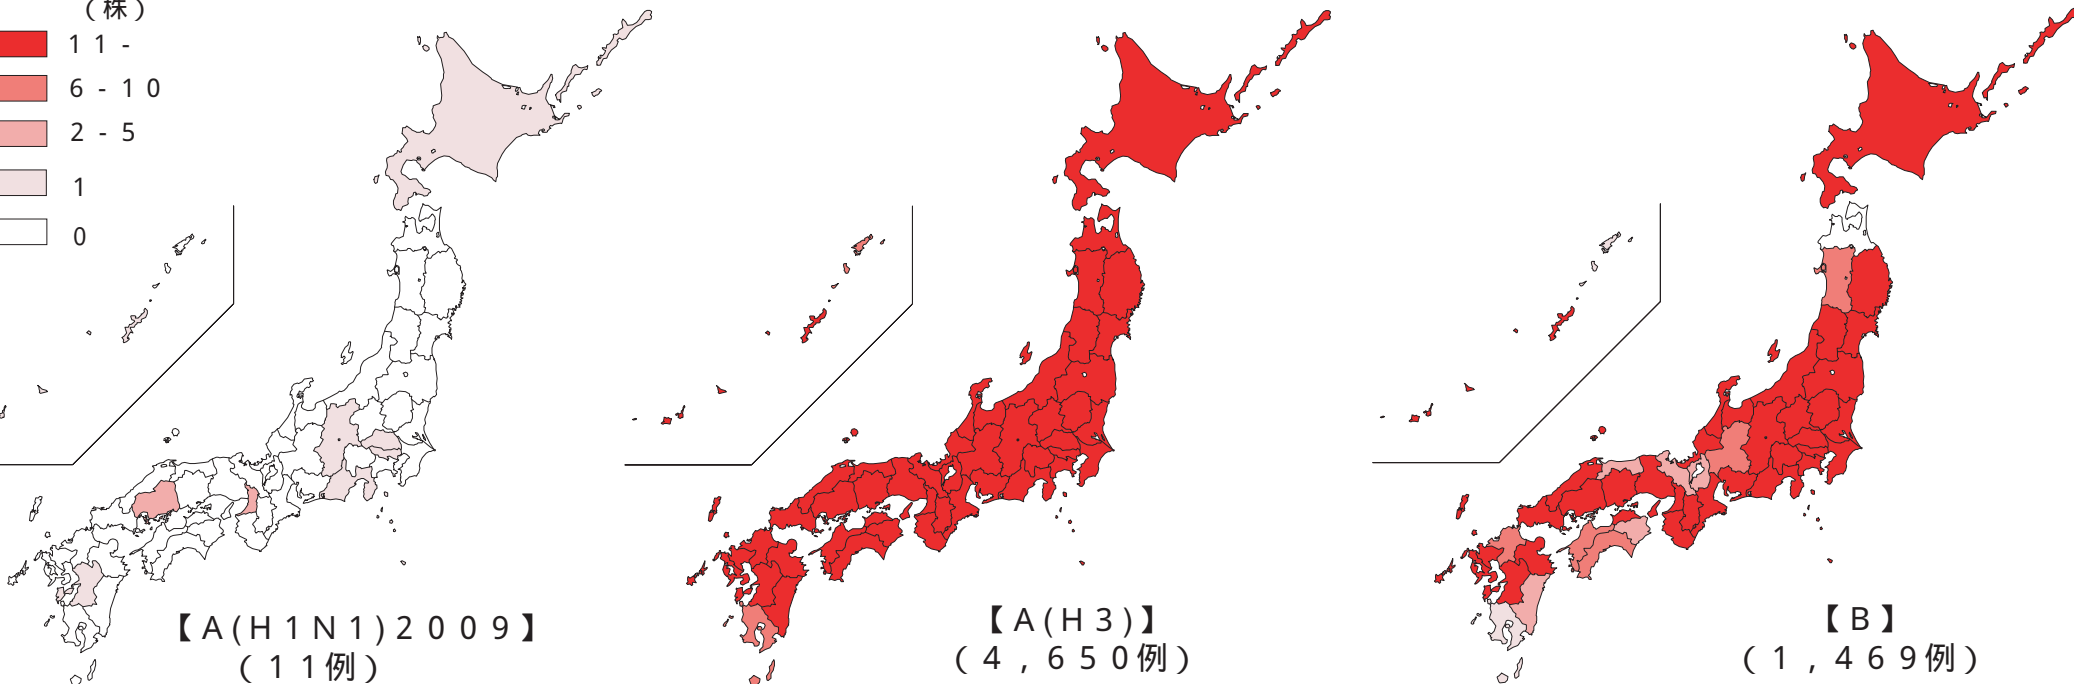 (株)
11-
6-10
2-5
1
0
【A(H1N1)2009】
(11例)
【A(H3)】
(4,650例)
【B】
(1,469例)